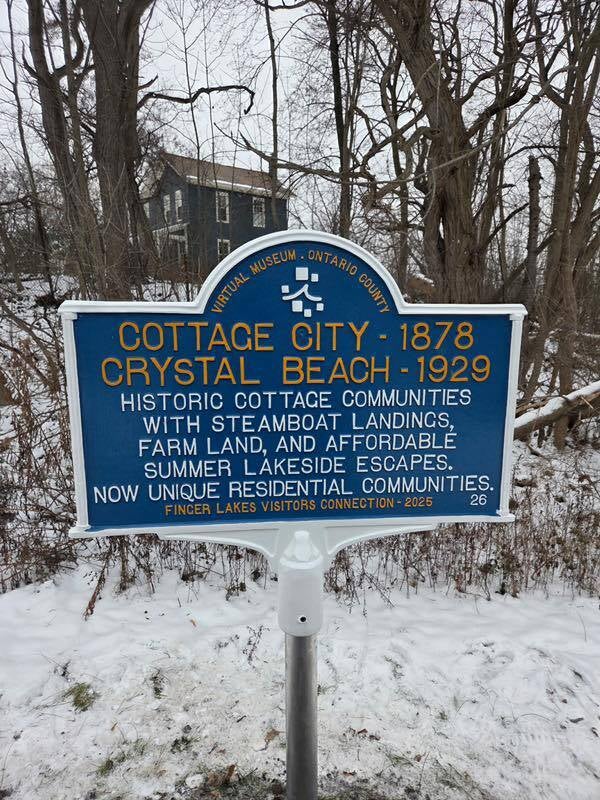 VIRTUAL MUSEUM . ONTARIO COUNTY
COTTAGE CITY - 1878
CRYSTAL BEACH - 1929
HISTORIC COTTAGE COMMUNITIES
WITH STEAMBOAT LANDINGS,
FARM LAND, AND AFFORDABLE
SUMMER LAKESIDE ESCAPES.
NOW UNIQUE RESIDENTIAL COMMUNITIES.
FINGER LAKES VISITORS CONNECTION - 2025 26